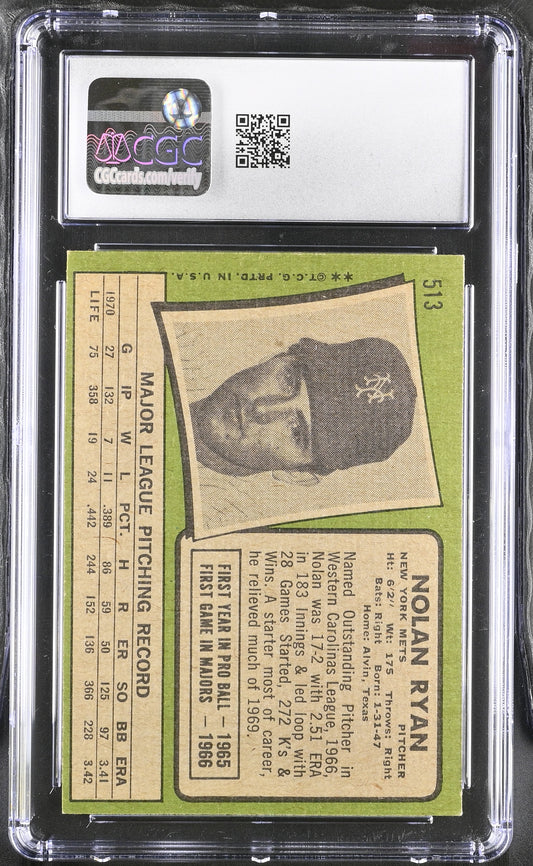 CGC
CGCcards.com/verify
513
**©T.C.G. PRTD. IN U.S.A.
NOLAN RYAN
NEW YORK METS PITCHER
Ht: 6'2" Wt: 175 Throws: Right
Bats: Right Born: 1-31-47
Home: Alvin, Texas
Named Outstanding Pitcher in
Western Carolinas League, 1966,
Nolan was 17-2 with 2.51 ERA
in 183 Innings & led loop with
28 Games Started, 272 K's &
Wins. A starter most of career,
he relieved much of 1969.
FIRST YEAR IN PRO BALL — 1965
FIRST GAME IN MAJORS — 1966
NY
MAJOR LEAGUE PITCHING RECORD
G IP W L PCT. H R ER SO BB ERA
1970 27 132 7 11 .389 86 59 50 125 97 3.41
LIFE 75 358 19 24 .442 244 152 136 366 228 3.42